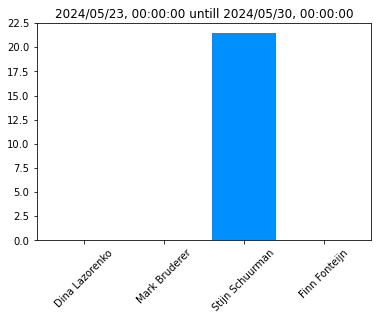 2024/05/23, 00:00:00 untill 2024/05/30, 00:00:00
22.5
20.0
17.5
15.0
12.5
10.0
7.5
5.0
2.5
0.0
Dina Lazorenko
Mark Bruderer
Stijn Schuurman
Finn Fonteijn